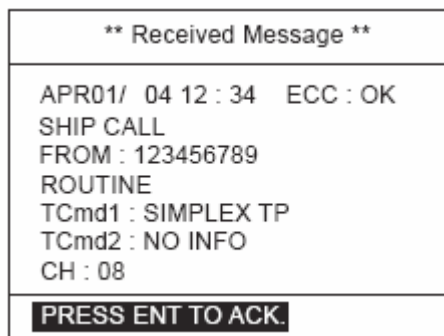 ** Received Message **
APR01/ 04 12 : 34 ECC : OK
SHIP CALL
FROM : 123456789
ROUTINE
TCmd1 : SIMPLEX TP
TCmd2 : NO INFO
CH : 08
PRESS ENT TO ACK.